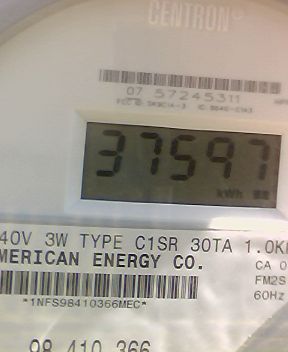 CENTRON
07 57245311
37597
kWh
40V 3W TYPE C1SR 30TA 1.0K
MERICAN ENERGY CO.
CA 0
FM2S
60Hz
*1NFS98410366MEC*
98 410 366